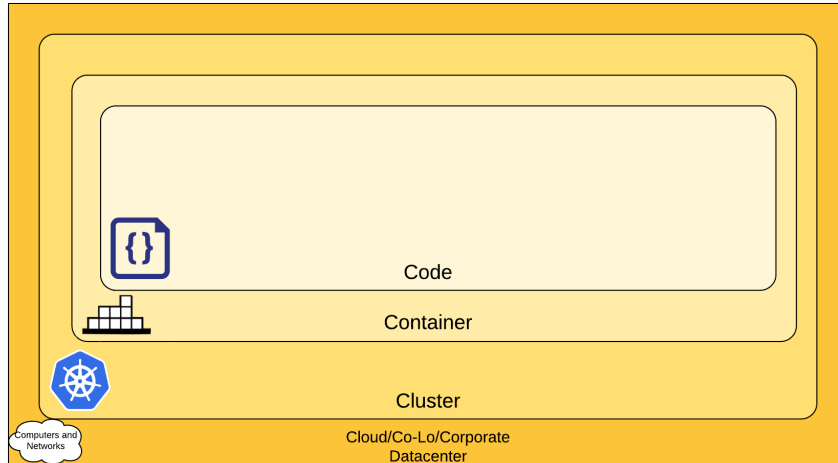 {}
Code
Container
Cluster
Computers and
Networks
Cloud/Co-Lo/Corporate
Datacenter